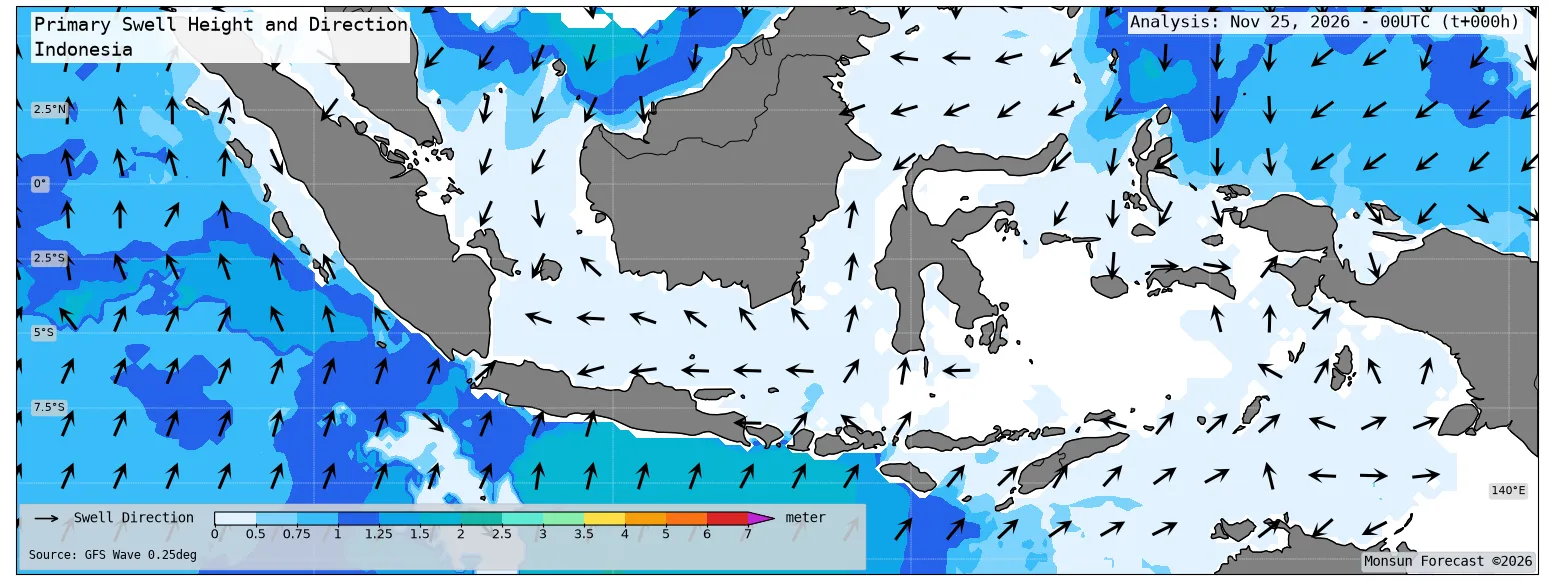 Primary Swell Height and Direction
Indonesia
Analysis: Nov 25, 2026 - 00UTC (t+000h)
2.5°N
0°
2.5°S
5°S
7.5°S
140°E
Swell Direction
0 0.5 0.75 1 1.25 1.5 2 2.5 3 3.5 4 5 6 7
meter
Source: GFS Wave 0.25deg
Monsun Forecast ©2026